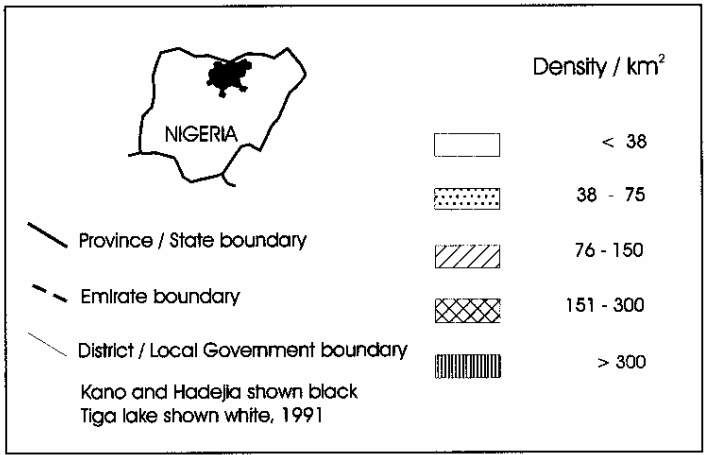 NIGERIA
Density / km²
< 38
38 - 75
76 - 150
151 - 300
> 300
Province / State boundary
Emirate boundary
District / Local Government boundary
Kano and Hadejia shown black
Tiga lake shown white, 1991